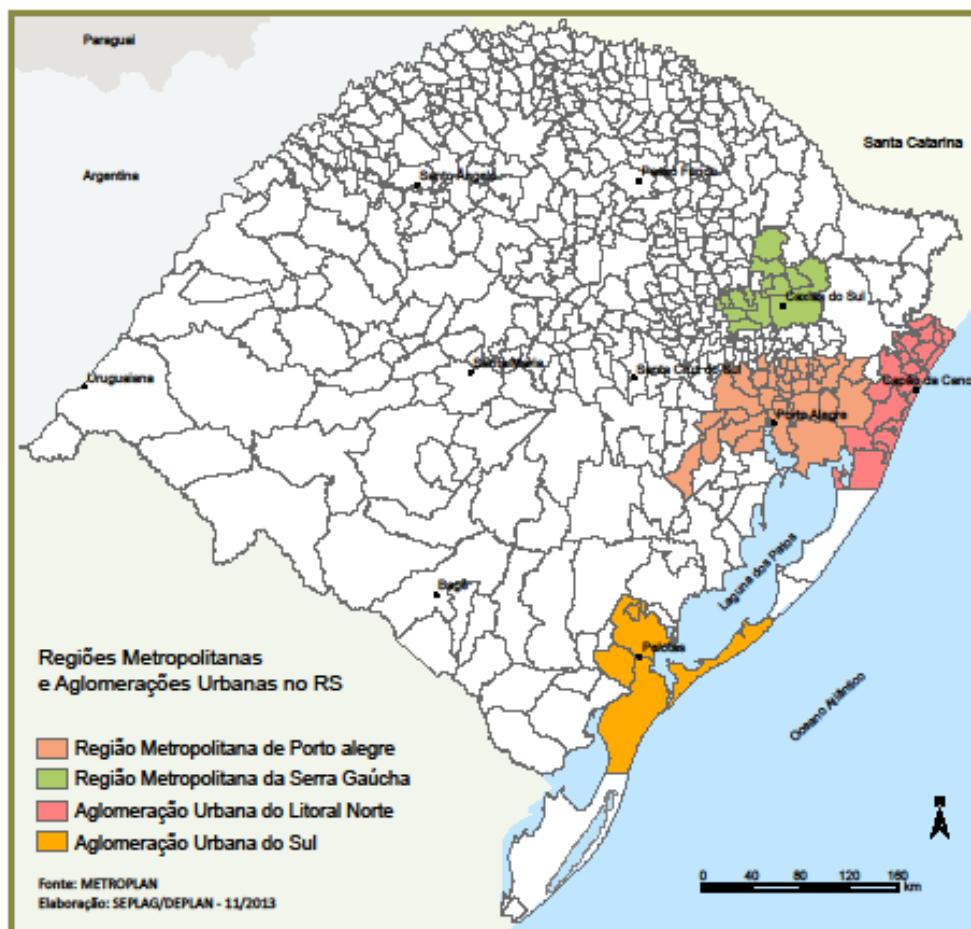 Paraguai
Santa Catarina
Argentina
Santo Ângelo
Passo Fundo
Caxias do Sul
Santa Maria
Santa Cruz do Sul
Uruguaiana
Capão da Cano
Porto Alegre
Laguna dos Patos
Bagé
Pelotas
Oceano Atlântico
Regiões Metropolitanas
e Aglomerações Urbanas no RS
Região Metropolitana de Porto alegre
Região Metropolitana da Serra Gaúcha
Aglomeração Urbana do Litoral Norte
Aglomeração Urbana do Sul
Fonte: METROPLAN
Elaboração: SEPLAG/DEPLAN - 11/2013
0 40 80 120 160
km